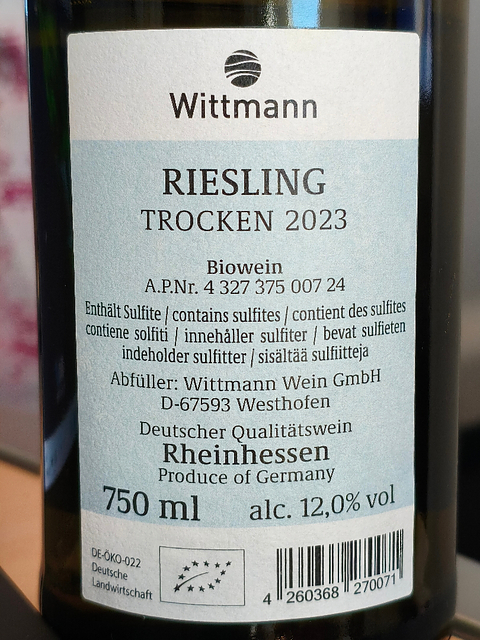 Wittmann
RIESLING
TROCKEN 2023
Biowein
A.P.Nr. 4 327 375 007 24
Enthält Sulfite / contains sulfites / contient des sulfites
contiene solfiti / innehåller sulfiter / bevat sulfieten
indeholder sulfitter / sisältää sulfiitteja
Abfüller: Wittmann Wein GmbH
D-67593 Westhofen
Deutscher Qualitätswein
Rheinhessen
Produce of Germany
750 ml alc. 12,0% vol
DE-ÖKO-022
Deutsche
Landwirtschaft
4 260368 270071